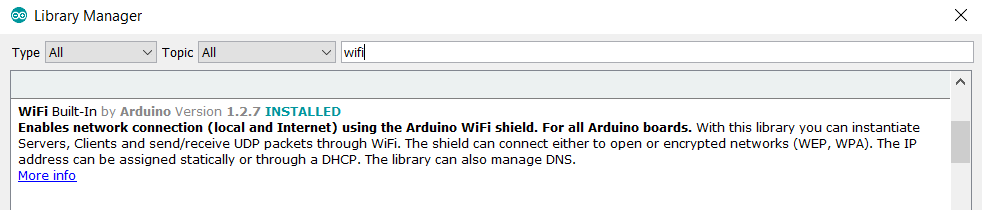 Library Manager
Type All Topic All wifi
WiFi Built-In by Arduino Version 1.2.7 INSTALLED
Enables network connection (local and Internet) using the Arduino WiFi shield. For all Arduino boards. With this library you can instantiate
Servers, Clients and send/receive UDP packets through WiFi. The shield can connect either to open or encrypted networks (WEP, WPA). The IP
address can be assigned statically or through a DHCP. The library can also manage DNS.
More info